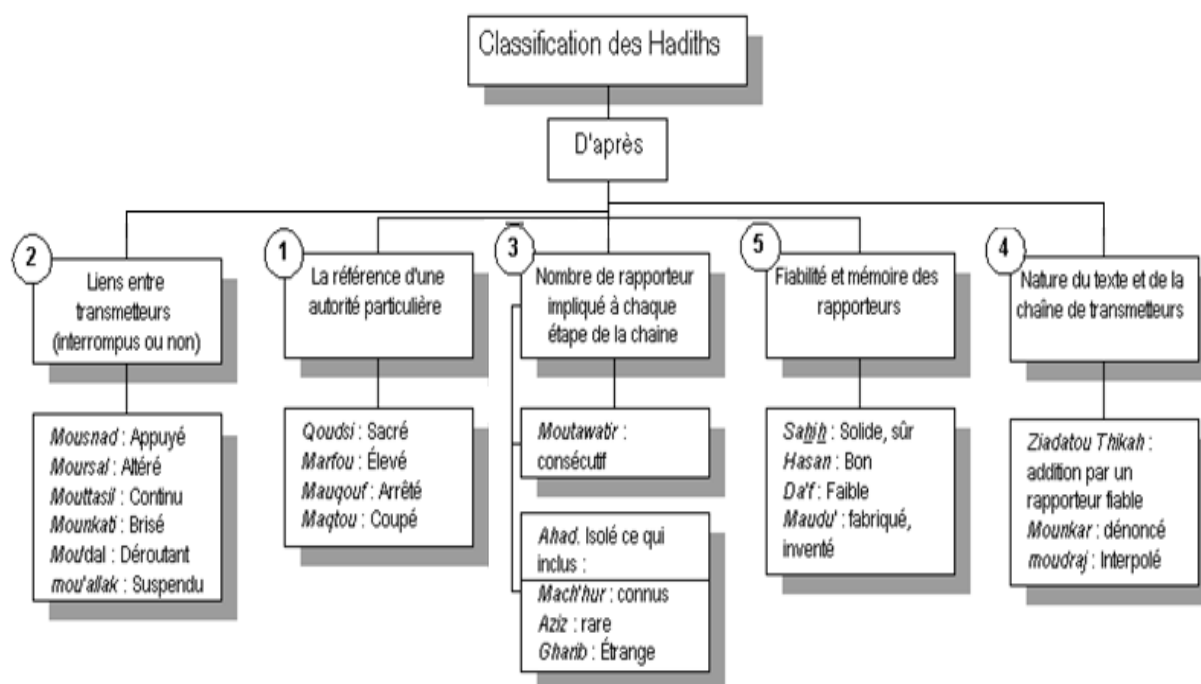 Classification des Hadiths
D'après
2
Liens entre
transmetteurs
(interrompus ou non)
Mousnad : Appuyé
Moursal : Altéré
Mouttasil : Continu
Mounkati : Brisé
Mou'dal : Déroutant
mou'allak : Suspendu
1
La référence d'une
autorité particulière
Qoudsi : Sacré
Marfou : Élevé
Mauqouf : Arrêté
Maqtou : Coupé
3
Nombre de rapporteur
impliqué à chaque
étape de la chaine
Moutawatir :
consécutif
Ahad. Isolé ce qui
inclus :
Mach'hur : connus
Aziz : rare
Gharib : Étrange
5
Fiabilité et mémoire des
rapporteurs
Sahih : Solide, sûr
Hasan : Bon
Da'f : Faible
Maudu' : fabriqué,
inventé
4
Nature du texte et de la
chaîne de transmetteurs
Ziadatou Thikah :
addition par un
rapporteur fiable
Mounkar : dénoncé
moudraj : Interpolé